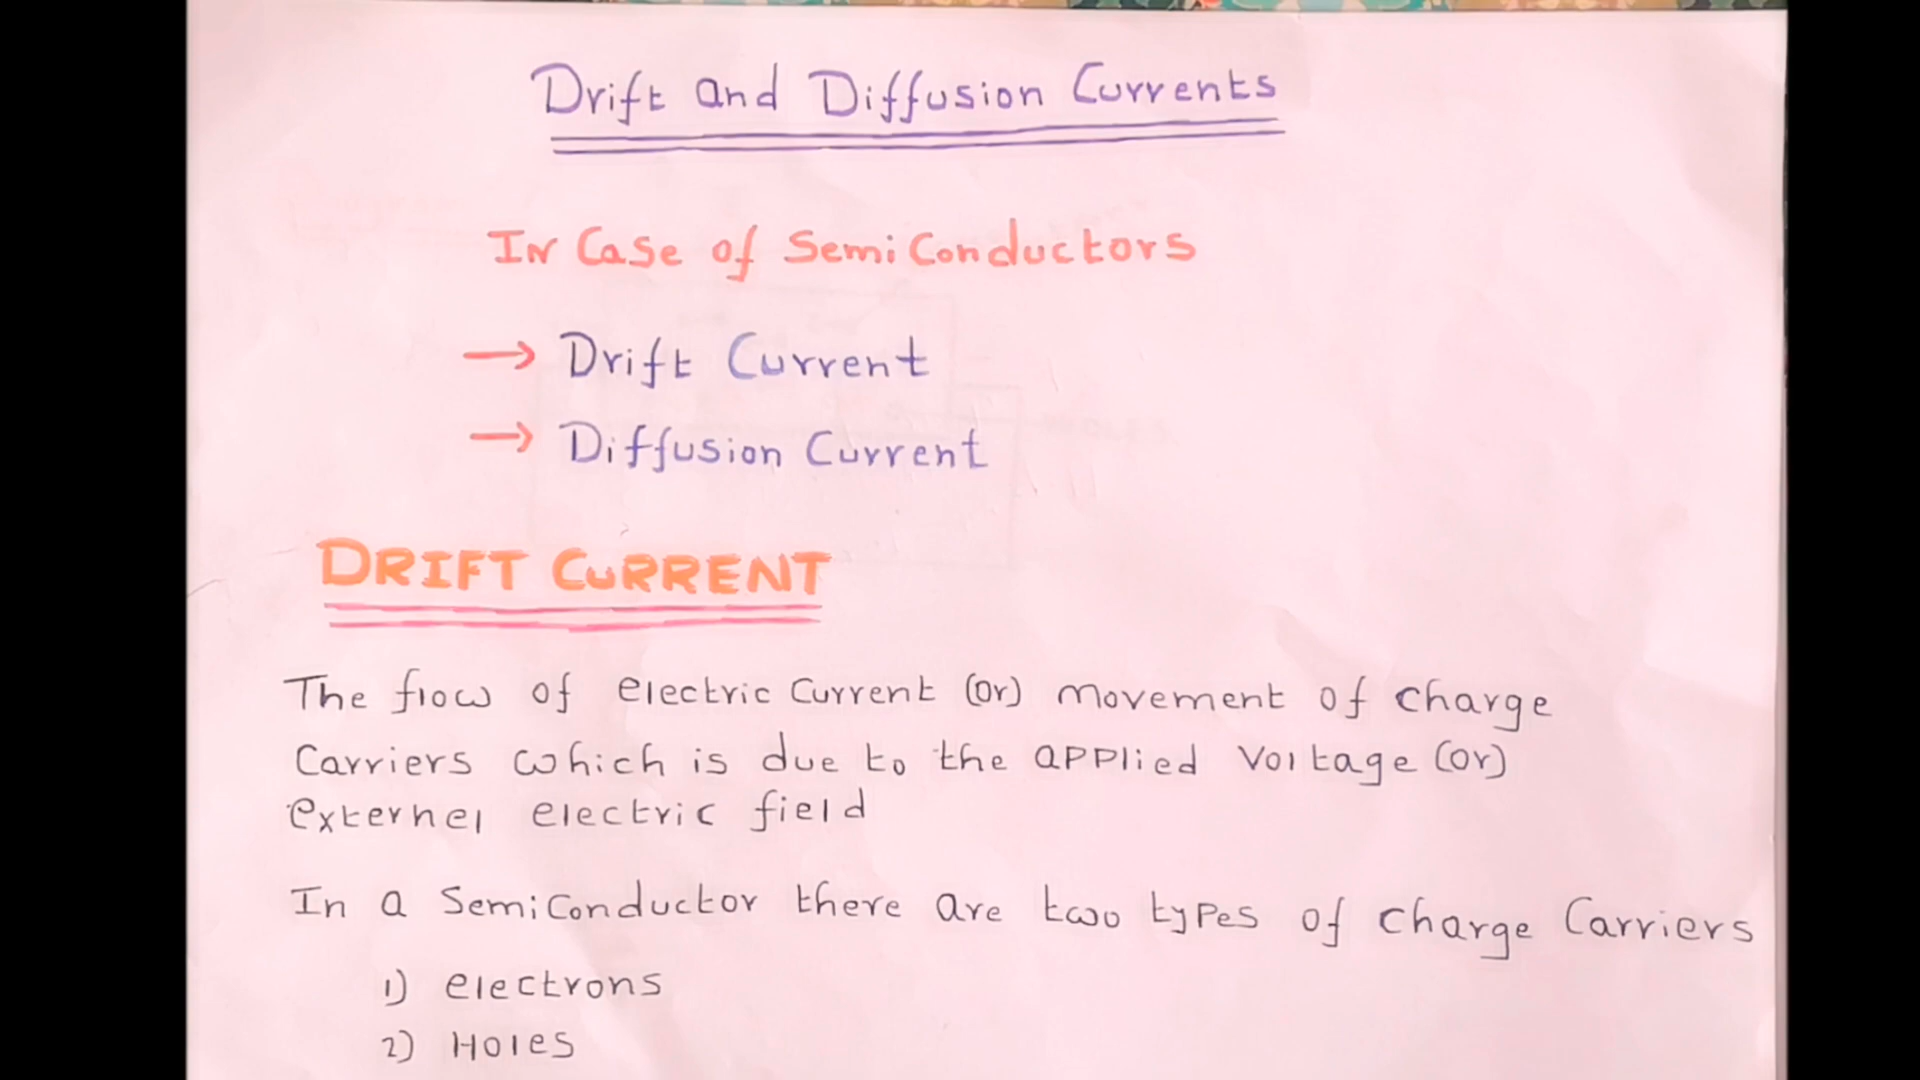 Drift and Diffusion Currents
In Case of Semi Conductors
→ Drift Current
→ Diffusion Current
DRIFT CURRENT
The flow of electric Current (or) movement of charge
Carriers which is due to the applied voltage (or)
externel electric field
In a Semi Conductor there are two types of charge Carriers
1) electrons
2) Holes